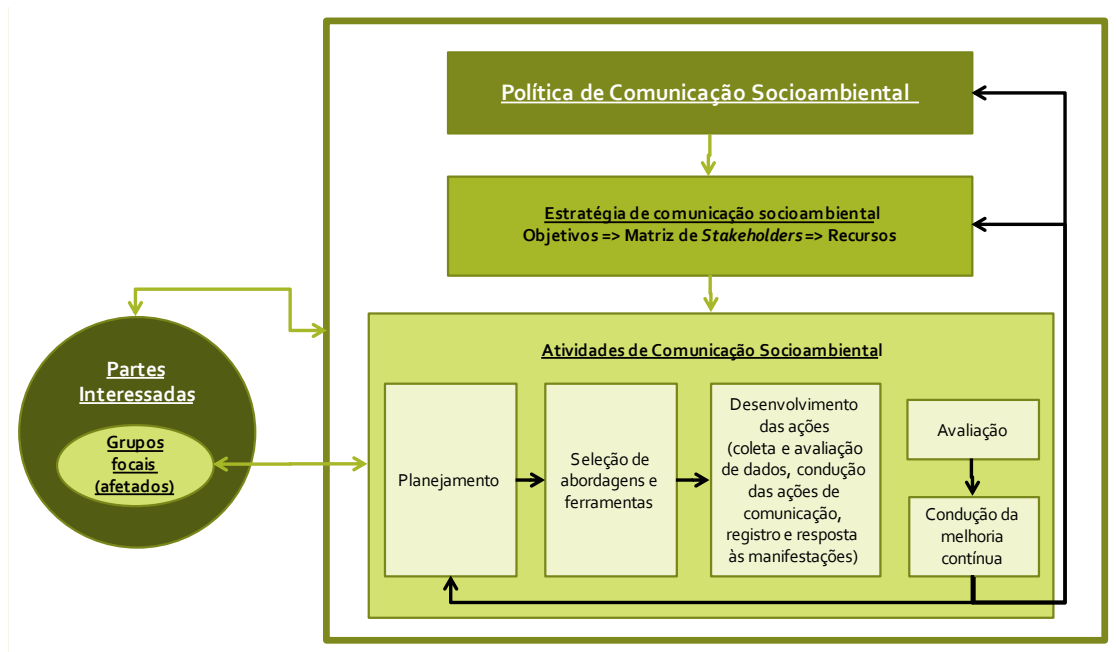 Política de Comunicação Socioambiental
Estratégia de comunicação socioambiental
Objetivos => Matriz de Stakeholders => Recursos
Partes
Interessadas
Grupos
focais
(afetados)
Atividades de Comunicação Socioambiental
Planejamento
Seleção de
abordagens e
ferramentas
Desenvolvimento
das ações
(coleta e avaliação
de dados, condução
das ações de
comunicação,
registro e resposta
às manifestações)
Avaliação
Condução da
melhoria
contínua